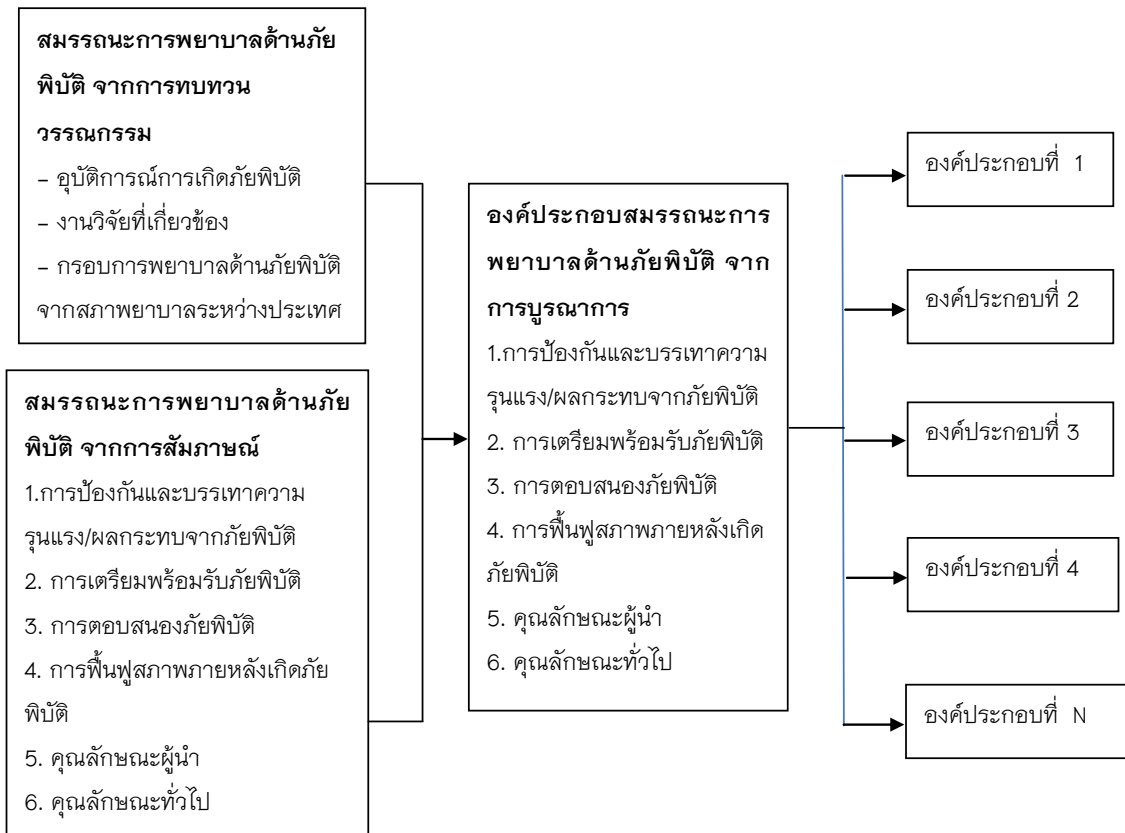 สมรรถนะการพยาบาลด้านภัย
พิบัติ จากการทบทวน
วรรณกรรม
– อุบัติการณ์การเกิดภัยพิบัติ
– งานวิจัยที่เกี่ยวข้อง
– กรอบการพยาบาลด้านภัยพิบัติ
จากสภาพยาบาลระหว่างประเทศ
สมรรถนะการพยาบาลด้านภัย
พิบัติ จากการสัมภาษณ์
1.การป้องกันและบรรเทาความ
รุนแรง/ผลกระทบจากภัยพิบัติ
2. การเตรียมพร้อมรับภัยพิบัติ
3. การตอบสนองภัยพิบัติ
4. การฟื้นฟูสภาพภายหลังเกิดภัย
พิบัติ
5. คุณลักษณะผู้นำ
6. คุณลักษณะทั่วไป
องค์ประกอบสมรรถนะการ
พยาบาลด้านภัยพิบัติ จาก
การบูรณาการ
1.การป้องกันและบรรเทาความ
รุนแรง/ผลกระทบจากภัยพิบัติ
2. การเตรียมพร้อมรับภัยพิบัติ
3. การตอบสนองภัยพิบัติ
4. การฟื้นฟูสภาพภายหลังเกิด
ภัยพิบัติ
5. คุณลักษณะผู้นำ
6. คุณลักษณะทั่วไป
องค์ประกอบที่ 1
องค์ประกอบที่ 2
องค์ประกอบที่ 3
องค์ประกอบที่ 4
องค์ประกอบที่ N